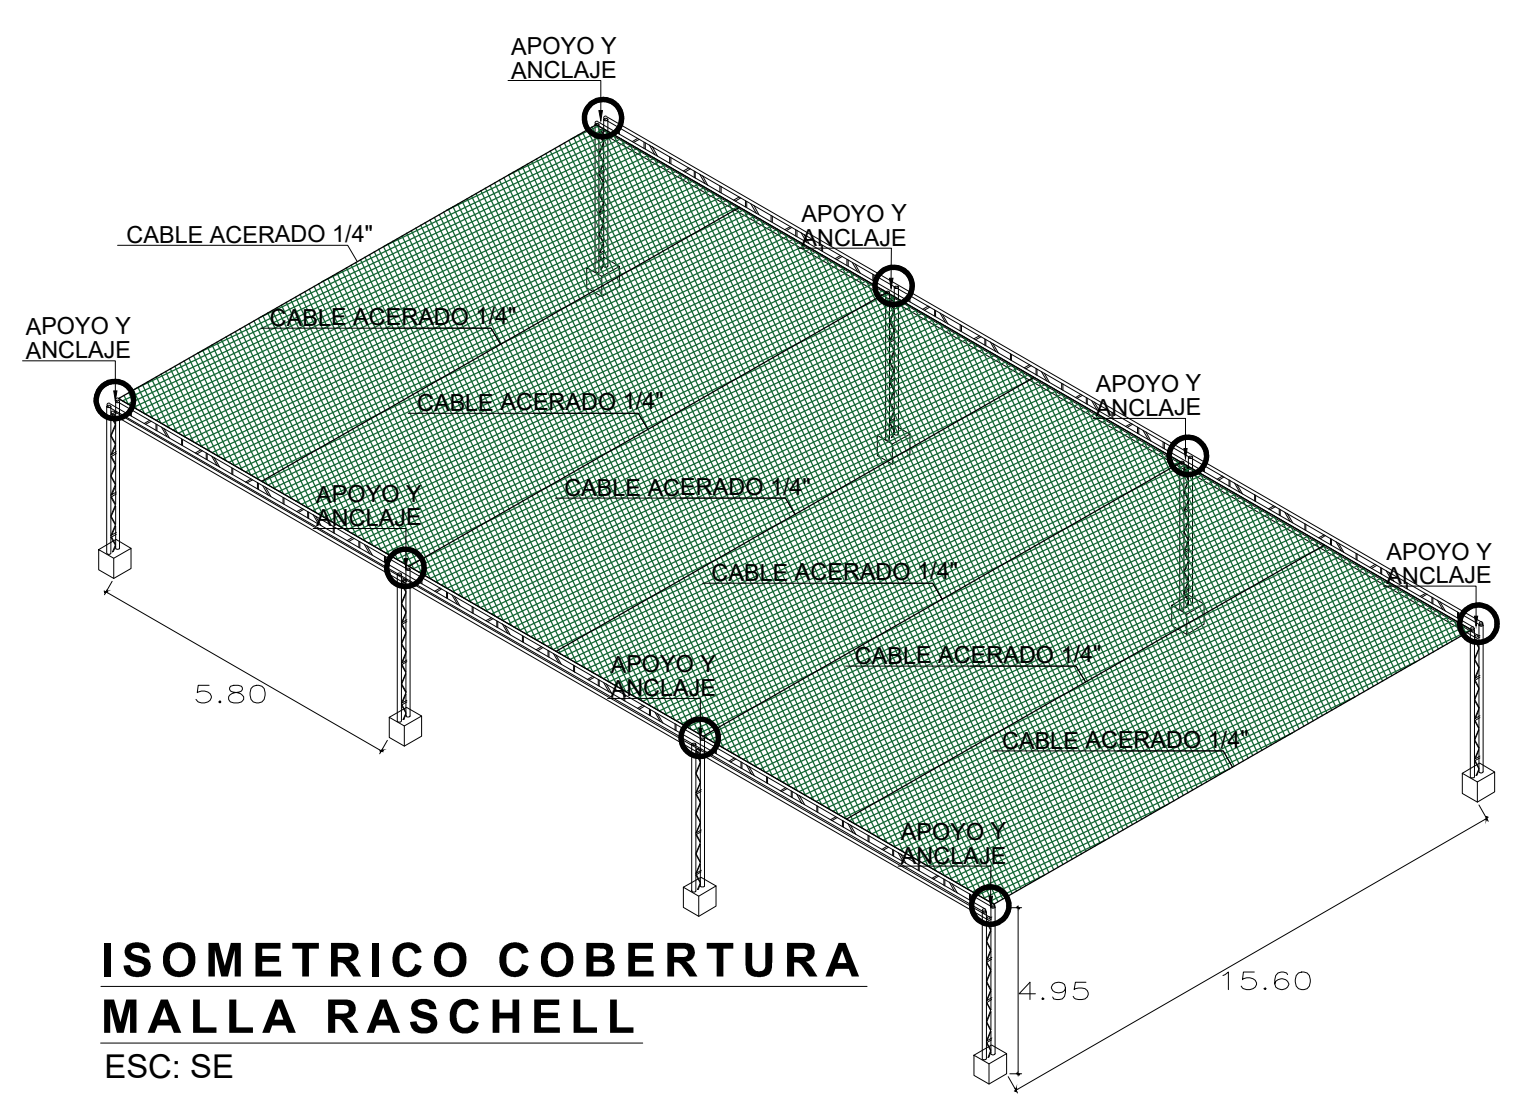 APOYO Y
ANCLAJE
APOYO Y
ANCLAJE
CABLE ACERADO 1/4"
CABLE ACERADO 1/4"
APOYO Y
ANCLAJE
APOYO Y
ANCLAJE
CABLE ACERADO 1/4"
CABLE ACERADO 1/4"
APOYO Y
ANCLAJE
APOYO Y
ANCLAJE
CABLE ACERADO 1/4"
CABLE ACERADO 1/4"
APOYO Y
ANCLAJE
5.80
CABLE ACERADO 1/4"
APOYO Y
ANCLAJE
4.95
15.60
ISOMETRICO COBERTURA
MALLA RASCHELL
ESC: SE